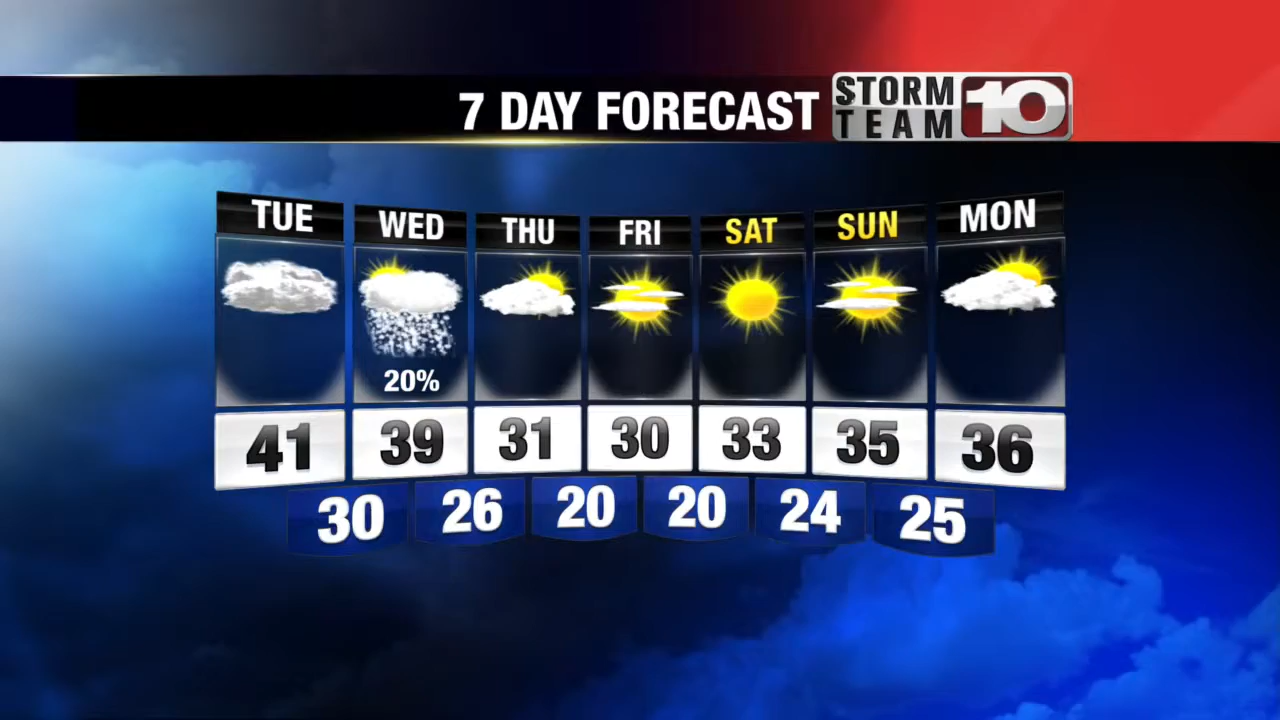 7 DAY FORECAST STORM TEAM 10
TUE WED THU FRI SAT SUN MON
20%
41 39 31 30 33 35 36
30 26 20 20 24 25